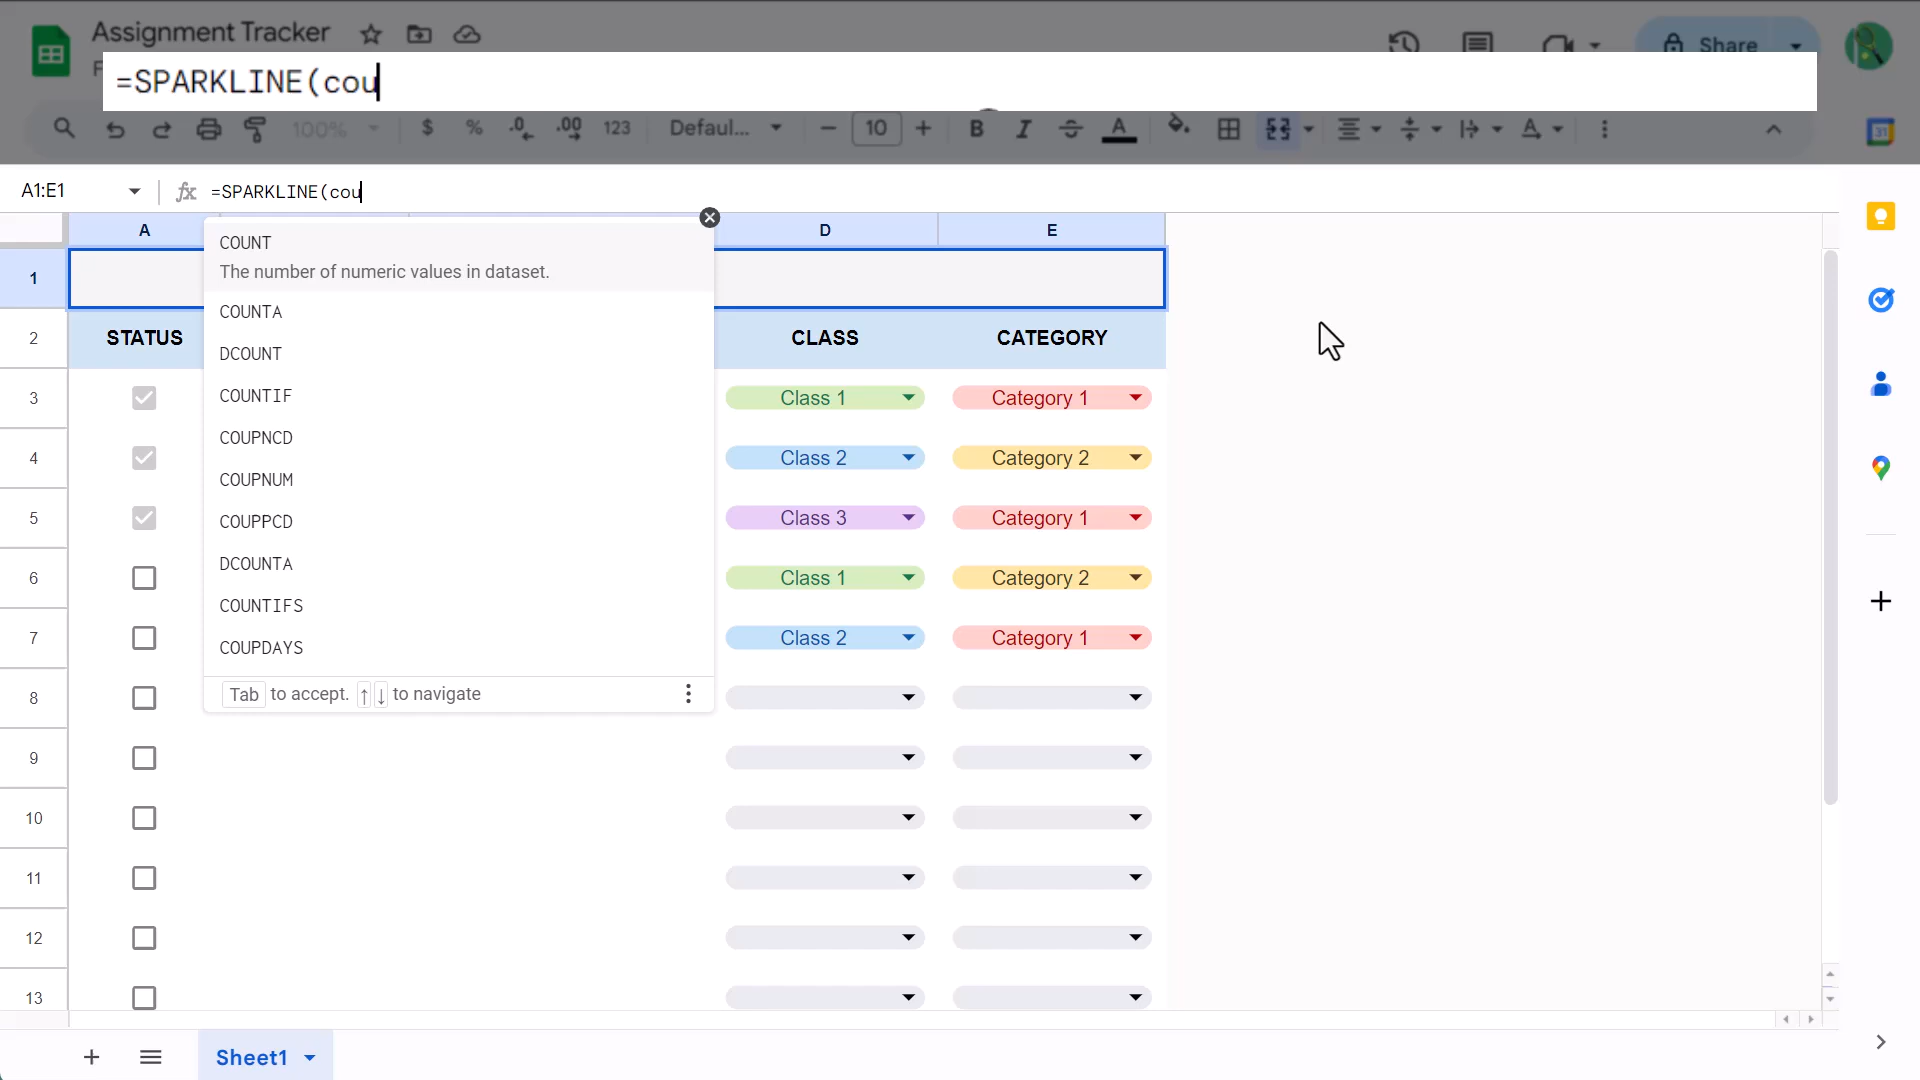 Assignment Tracker
Share
F
=SPARKLINE(cou
100%
$ % .0 .00 123 Defaul... 10 B I A A
31
A1:E1 fx =SPARKLINE(cou
A D E
COUNT
The number of numeric values in dataset.
COUNTA
DCOUNT
COUNTIF
COUPNCD
COUPNUM
COUPPCD
DCOUNTA
COUNTIFS
COUPDAYS
Tab to accept. ↑ ↓ to navigate
1
2 STATUS CLASS CATEGORY
3 Class 1 Category 1
4 Class 2 Category 2
5 Class 3 Category 1
6 Class 1 Category 2
7 Class 2 Category 1
8
9
10
11
12
13
Sheet1